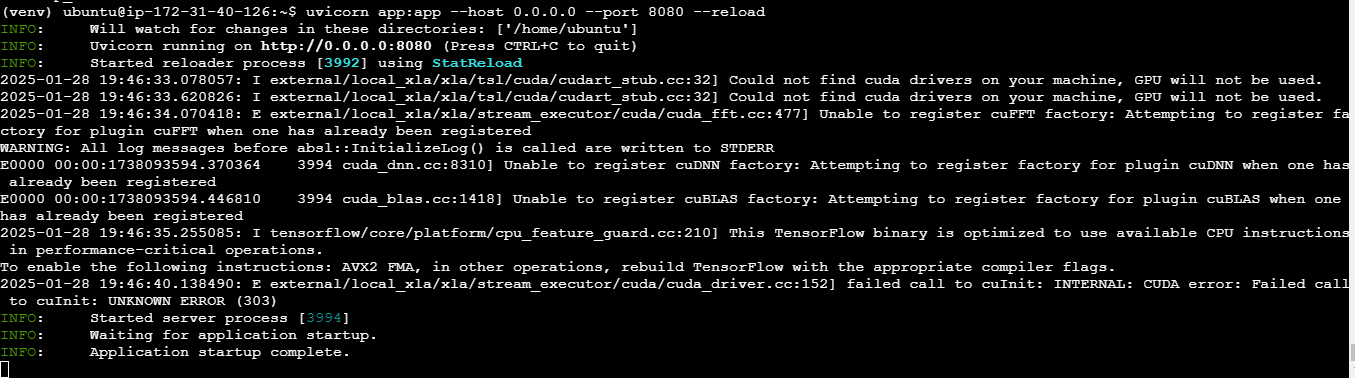 (venv) ubuntu@ip-172-31-40-126:~$ uvicorn app:app --host 0.0.0.0 --port 8080 --reload
INFO:     Will watch for changes in these directories: ['/home/ubuntu']
INFO:     Uvicorn running on http://0.0.0.0:8080 (Press CTRL+C to quit)
INFO:     Started reloader process [3992] using StatReload
2025-01-28 19:46:33.078057: I external/local_xla/xla/tsl/cuda/cudart_stub.cc:32] Could not find cuda drivers on your machine, GPU will not be used.
2025-01-28 19:46:33.620826: I external/local_xla/xla/tsl/cuda/cudart_stub.cc:32] Could not find cuda drivers on your machine, GPU will not be used.
2025-01-28 19:46:34.070418: E external/local_xla/xla/stream_executor/cuda/cuda_fft.cc:477] Unable to register cuFFT factory: Attempting to register fa
ctory for plugin cuFFT when one has already been registered
WARNING: All log messages before absl::InitializeLog() is called are written to STDERR
E0000 00:00:1738093594.370364    3994 cuda_dnn.cc:8310] Unable to register cuDNN factory: Attempting to register factory for plugin cuDNN when one has
 already been registered
E0000 00:00:1738093594.446810    3994 cuda_blas.cc:1418] Unable to register cuBLAS factory: Attempting to register factory for plugin cuBLAS when one
has already been registered
2025-01-28 19:46:35.255085: I tensorflow/core/platform/cpu_feature_guard.cc:210] This TensorFlow binary is optimized to use available CPU instructions
 in performance-critical operations.
To enable the following instructions: AVX2 FMA, in other operations, rebuild TensorFlow with the appropriate compiler flags.
2025-01-28 19:46:40.138490: E external/local_xla/xla/stream_executor/cuda/cuda_driver.cc:152] failed call to cuInit: INTERNAL: CUDA error: Failed call
 to cuInit: UNKNOWN ERROR (303)
INFO:     Started server process [3994]
INFO:     Waiting for application startup.
INFO:     Application startup complete.